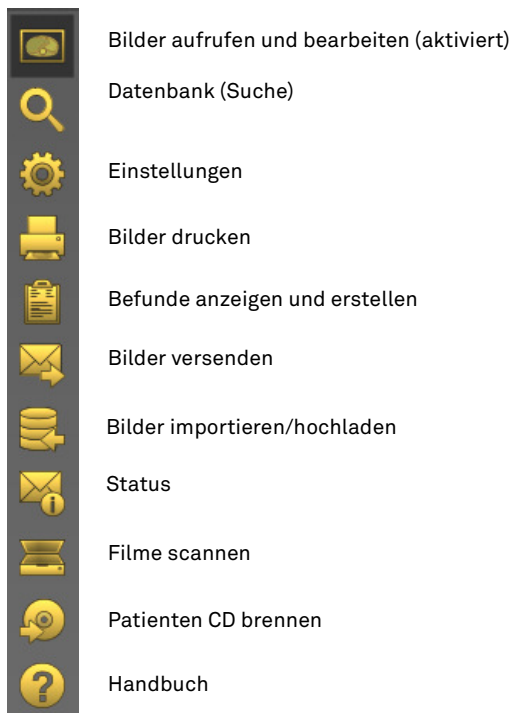 Bilder aufrufen und bearbeiten (aktiviert)
Datenbank (Suche)
Einstellungen
Bilder drucken
Befunde anzeigen und erstellen
Bilder versenden
Bilder importieren/hochladen
Status
Filme scannen
Patienten CD brennen
Handbuch